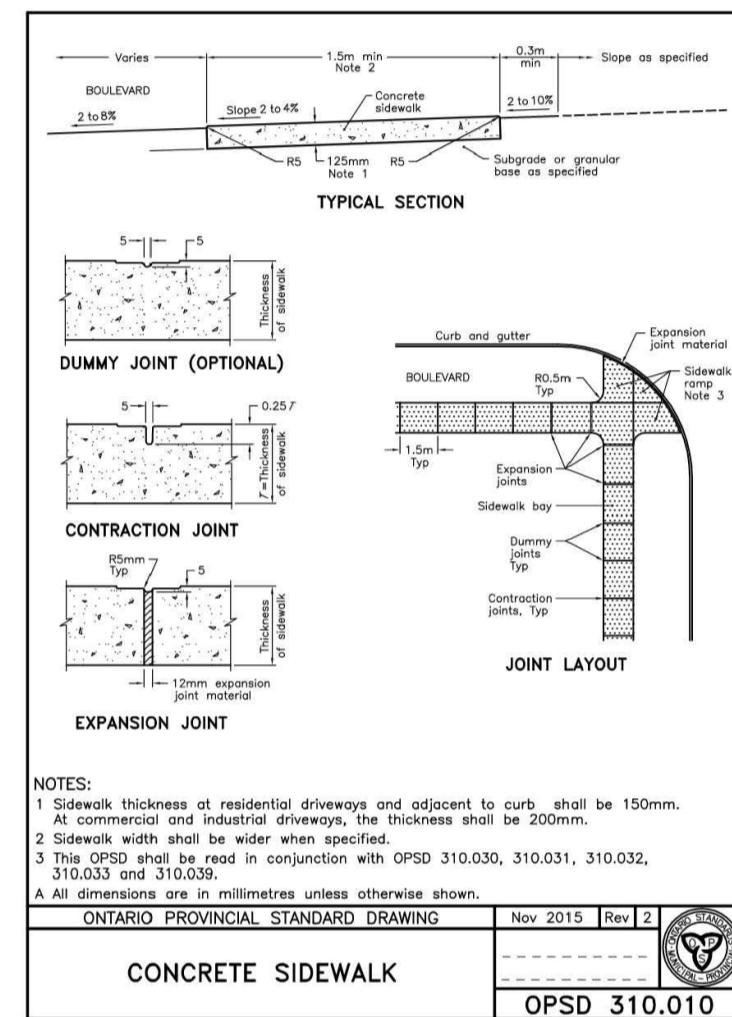 Varies
1.5m min
Note 2
0.3m
min
Slope as specified
BOULEVARD
2 to 8%
Slope 2 to 4%
Concrete
sidewalk
2 to 10%
R5
125mm
Note 1
R5
Subgrade or granular
base as specified
TYPICAL SECTION
5
5
Thickness
of sidewalk
DUMMY JOINT (OPTIONAL)
5
0.25T
T=Thickness
of sidewalk
CONTRACTION JOINT
R5mm
Typ
5
Thickness
of sidewalk
12mm expansion
joint material
EXPANSION JOINT
Curb and gutter
Expansion
joint material
BOULEVARD
R0.5m
Typ
Sidewalk
ramp
Note 3
1.5m
Typ
Expansion
joints
Sidewalk bay
Dummy
joints
Typ
Contraction
joints, Typ
JOINT LAYOUT
NOTES:
1 Sidewalk thickness at residential driveways and adjacent to curb shall be 150mm.
At commercial and industrial driveways, the thickness shall be 200mm.
2 Sidewalk width shall be wider when specified.
3 This OPSD shall be read in conjunction with OPSD 310.030, 310.031, 310.032,
310.033 and 310.039.
A All dimensions are in millimetres unless otherwise shown.
ONTARIO PROVINCIAL STANDARD DRAWING
Nov 2015 Rev 2
CONCRETE SIDEWALK
OPSD 310.010
ONTARIO STANDARDS
MUNICIPAL - PROVINCIAL
OPS